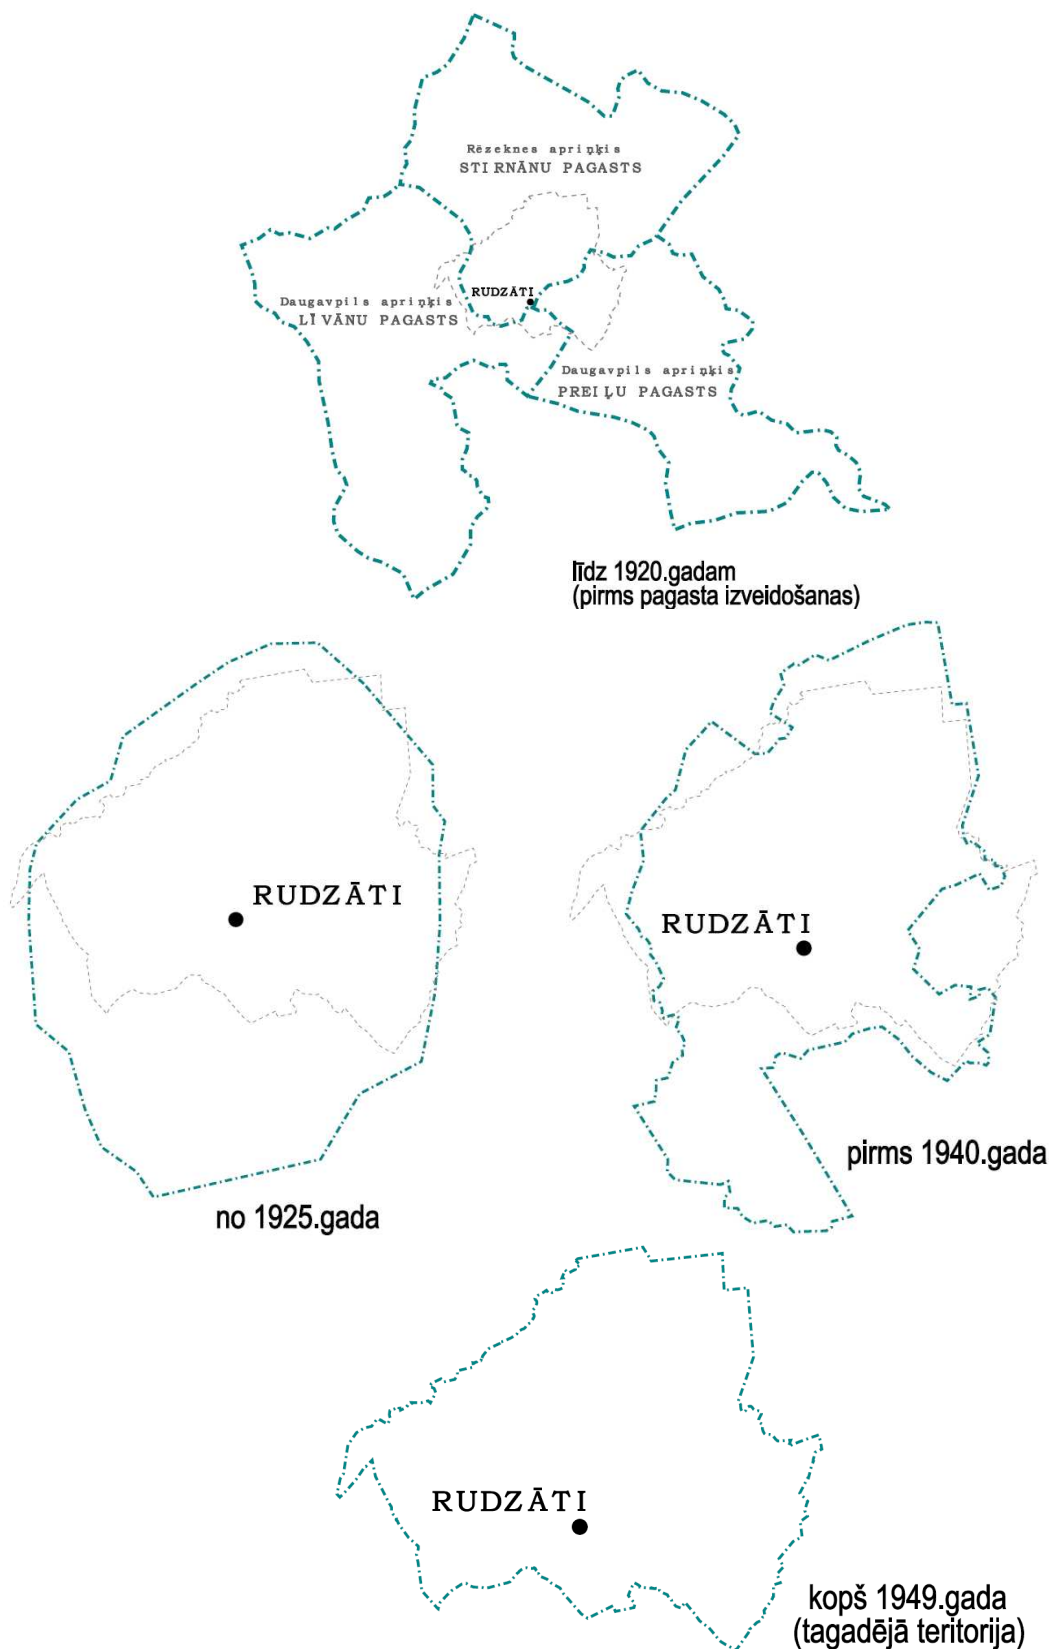 Rēzeknes apriņķis
STIRNĀNU PAGASTS
RUDZĀTI
Daugavpils apriņķis
LĪVĀNU PAGASTS
Daugavpils apriņķis
PREIĻU PAGASTS
līdz 1920.gadam
(pirms pagasta izveidošanas)
RUDZĀTI
no 1925.gada
RUDZĀTI
pirms 1940.gada
RUDZĀTI
kopš 1949.gada
(tagadējā teritorija)